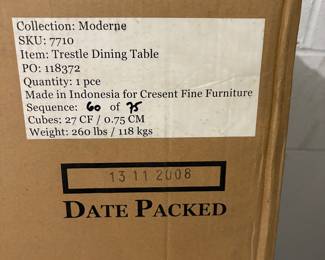 Collection: Moderne
SKU: 7710
Item: Trestle Dining Table
PO: 118372
Quantity: 1 pce
Made in Indonesia for Cresent Fine Furniture
Sequence: 60 of 75
Cubes: 27 CF / 0.75 CM
Weight: 260 lbs / 118 kgs
13 11 2008
DATE PACKED